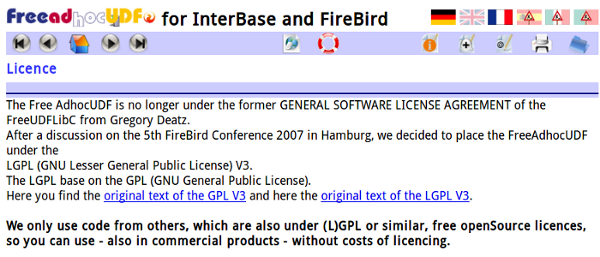 FreeadhocUDF for InterBase and FireBird
Licence
The Free AdhocUDF is no longer under the former GENERAL SOFTWARE LICENSE AGREEMENT of the
FreeUDFLibC from Gregory Deatz.
After a discussion on the 5th FireBird Conference 2007 in Hamburg, we decided to place the FreeAdhocUDF
under the
LGPL (GNU Lesser General Public License) V3.
The LGPL base on the GPL (GNU General Public License).
Here you find the original text of the GPL V3 and here the original text of the LGPL V3.
We only use code from others, which are also under (L)GPL or similar, free openSource licences,
so you can use - also in commercial products - without costs of licencing.